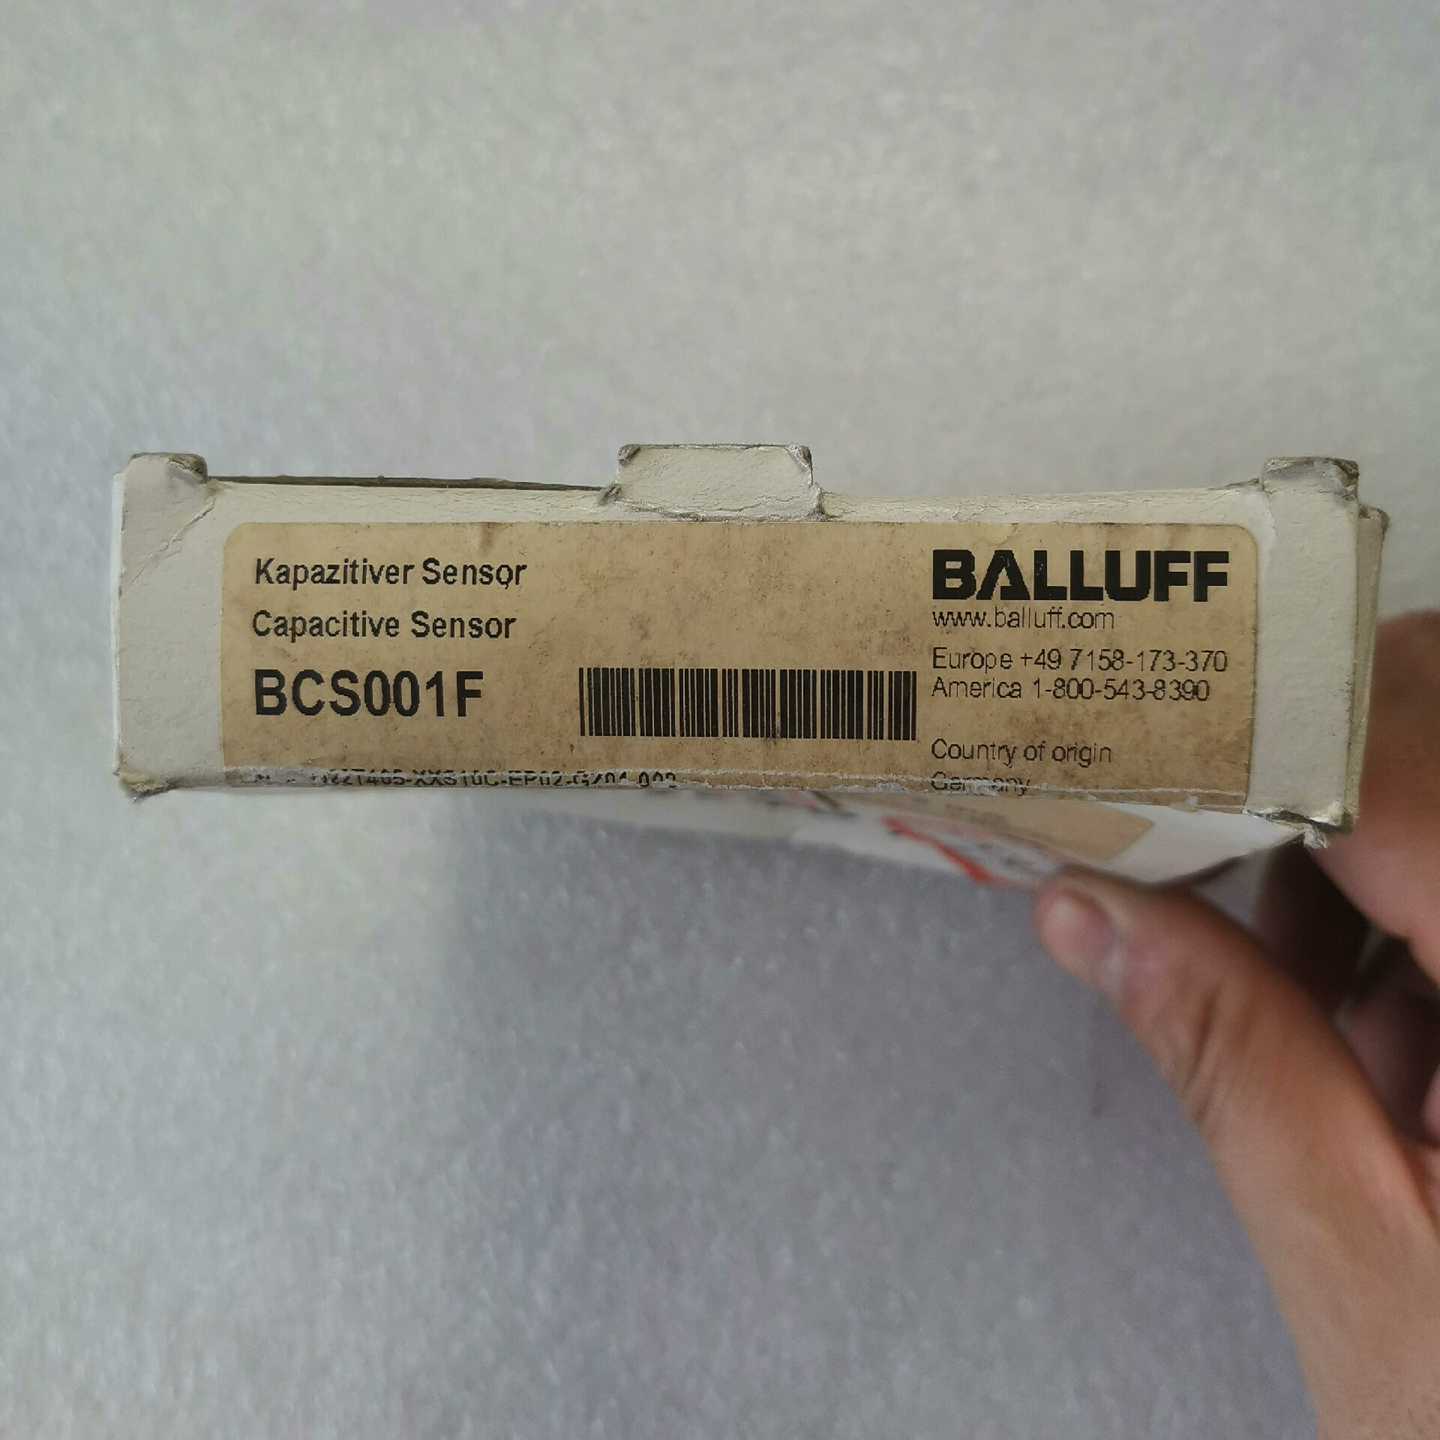 Kapazitiver Sensor
Capacitive Sensor
BCS001F
BALLUFF
www.balluff.com
Europe +49 7158-173-370
America 1-800-543-8390
Country of origin
Germany